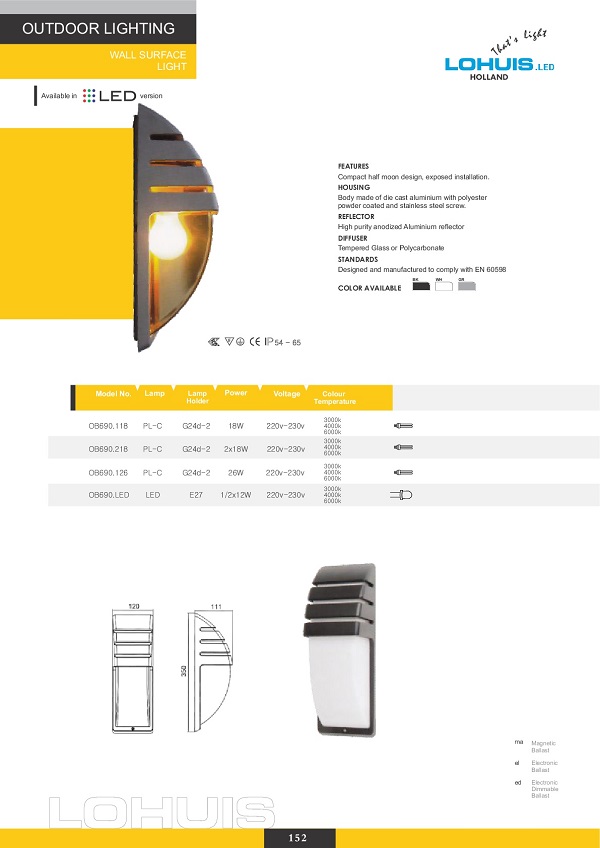 OUTDOOR LIGHTING
WALL SURFACE
LIGHT
Available in LED version
That's light
LOHUIS.LED
HOLLAND
FEATURES
Compact half moon design, exposed installation.
HOUSING
Body made of die cast aluminium with polyester
powder coated and stainless steel screw.
REFLECTOR
High purity anodized Aluminium reflector
DIFFUSER
Tempered Glass or Polycarbonate
STANDARDS
Designed and manufactured to comply with EN 60598
COLOR AVAILABLE BK WH GR
F CE IP54 - 65
Model No. Lamp Lamp Holder Power Voltage Colour Temperature
OB690.118 PL-C G24d-2 18W 220v-230v 3000k 4000k 6000k
OB690.218 PL-C G24d-2 2x18W 220v-230v 3000k 4000k 6000k
OB690.126 PL-C G24d-2 26W 220v-230v 3000k 4000k 6000k
OB690.LED LED E27 1/2x12W 220v-230v 3000k 4000k 6000k
120
111
350
ma Magnetic
Ballast
el Electronic
Ballast
ed Electronic
Dimmable
Ballast
LOHUIS
152